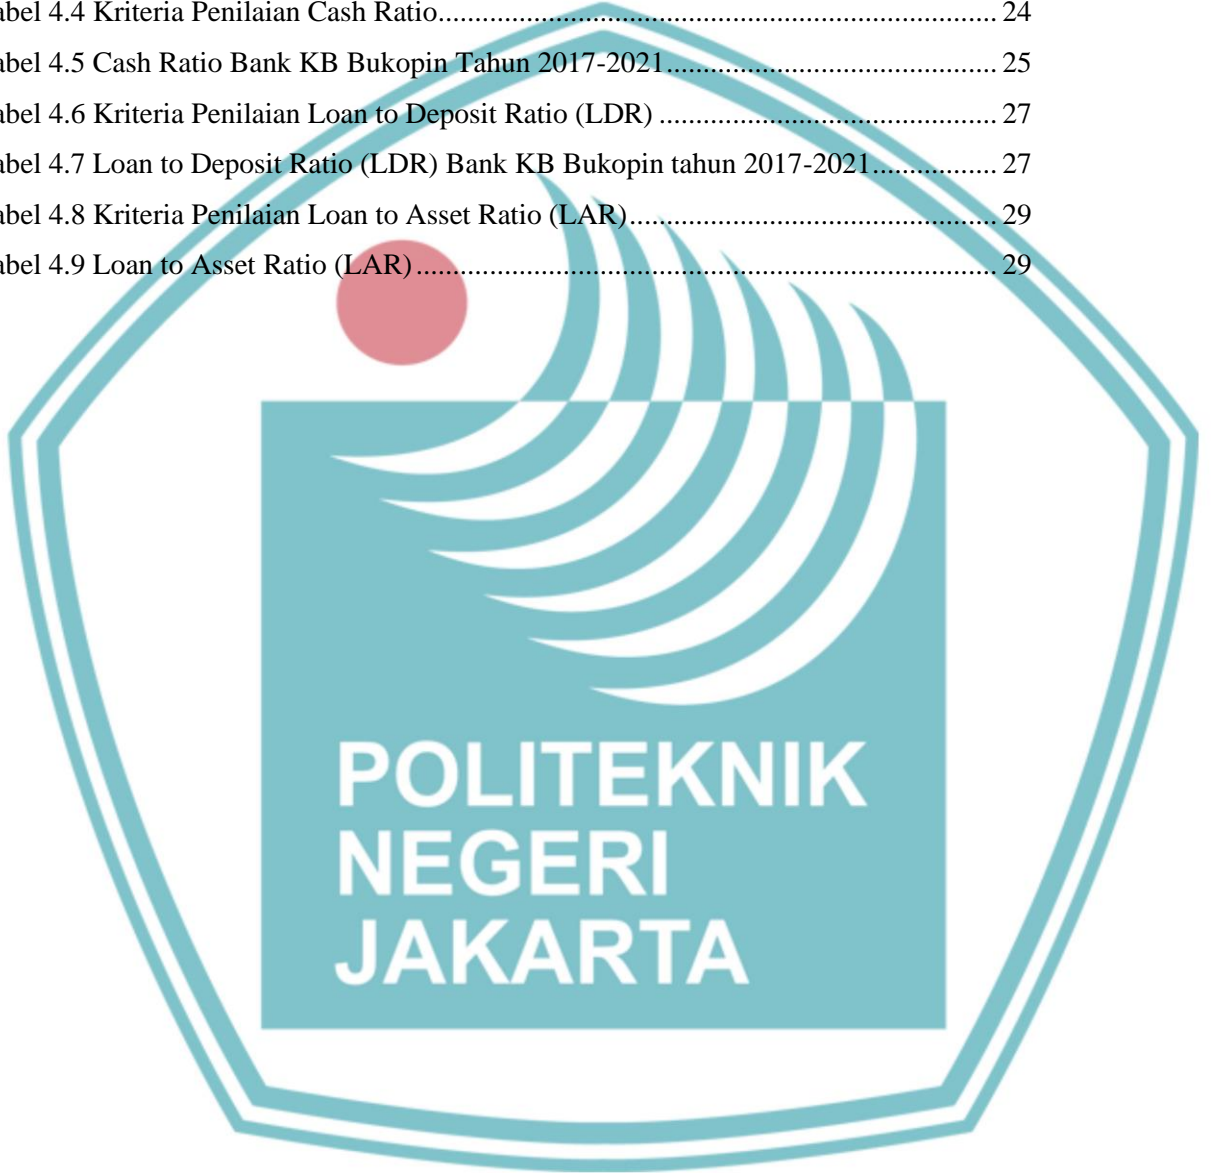 abel 4.4 Kriteria Penilaian Cash Ratio.................................................................................. 24
abel 4.5 Cash Ratio Bank KB Bukopin Tahun 2017-2021................................................ 25
abel 4.6 Kriteria Penilaian Loan to Deposit Ratio (LDR) ................................................. 27
abel 4.7 Loan to Deposit Ratio (LDR) Bank KB Bukopin tahun 2017-2021.................. 27
abel 4.8 Kriteria Penilaian Loan to Asset Ratio (LAR)...................................................... 29
abel 4.9 Loan to Asset Ratio (LAR)..................................................................................... 29
POLITEKNIK
NEGERI
JAKARTA